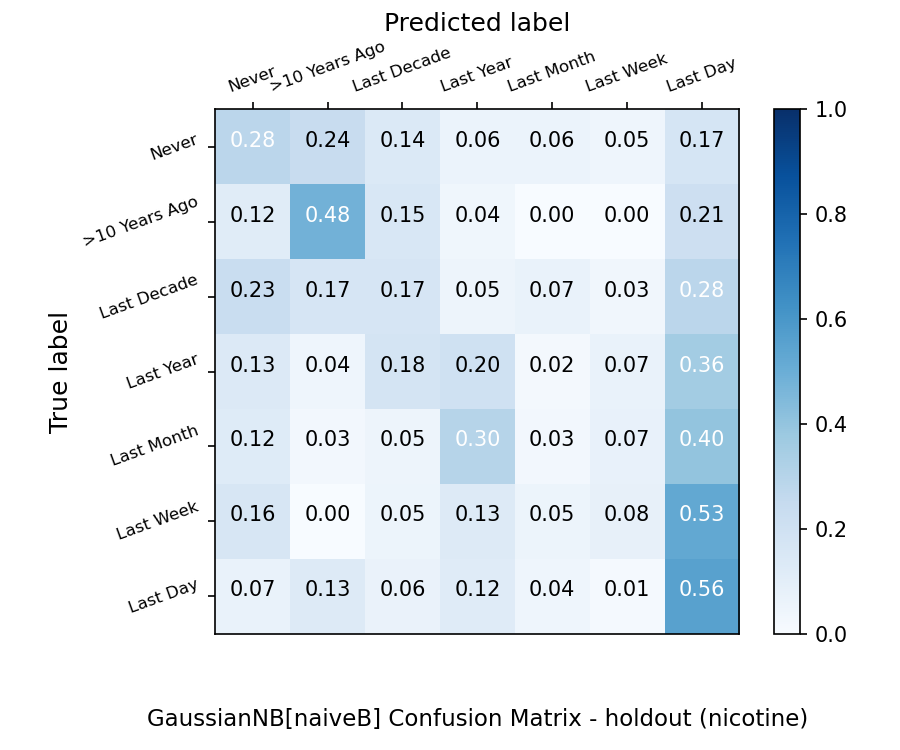 Predicted label
Never >10 Years Ago Last Decade Last Year Last Month Last Week Last Day
True label
Never 0.28 0.24 0.14 0.06 0.06 0.05 0.17
>10 Years Ago 0.12 0.48 0.15 0.04 0.00 0.00 0.21
Last Decade 0.23 0.17 0.17 0.05 0.07 0.03 0.28
Last Year 0.13 0.04 0.18 0.20 0.02 0.07 0.36
Last Month 0.12 0.03 0.05 0.30 0.03 0.07 0.40
Last Week 0.16 0.00 0.05 0.13 0.05 0.08 0.53
Last Day 0.07 0.13 0.06 0.12 0.04 0.01 0.56
1.0
0.8
0.6
0.4
0.2
0.0
GaussianNB[naiveB] Confusion Matrix - holdout (nicotine)